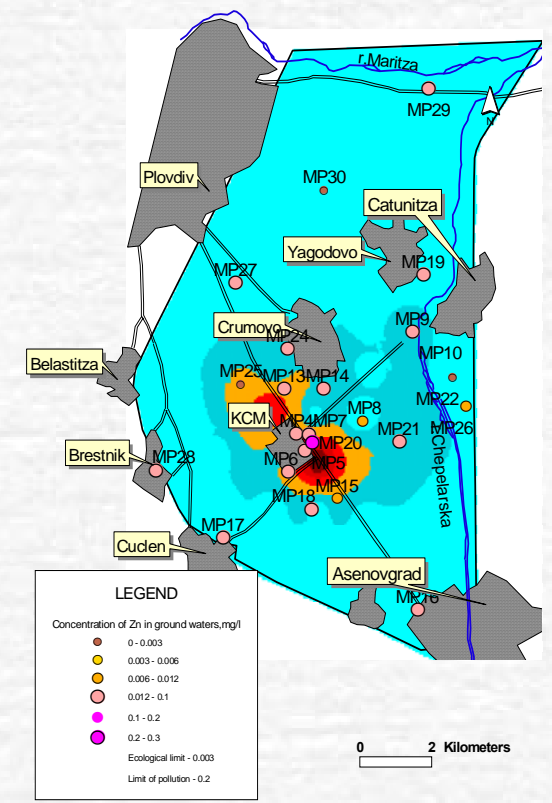 r.Maritza
MP29
N
MP30
Plovdiv
Catunitza
Yagodovo
MP19
MP27
Crumovo
MP24
MP9
MP10
Belastitza
MP25
MP13
MP14
MP8
MP22
KCM
MP4
MP7
MP20
MP21
MP26
Brestnik
MP28
MP6
MP5
MP15
r.Chepelarska
MP18
MP17
Cuden
Asenovgrad
MP16
LEGEND
Concentration of Zn in ground waters,mg/l
0 - 0.003
0.003 - 0.006
0.006 - 0.012
0.012 - 0.1
0.1 - 0.2
0.2 - 0.3
Ecological limit - 0.003
Limit of pollution - 0.2
0 2 Kilometers